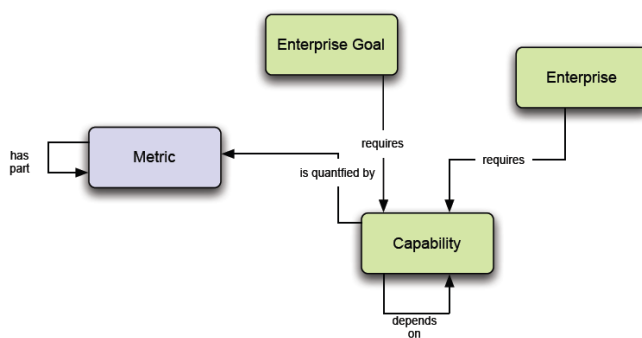 Enterprise Goal
Enterprise
has
part
Metric
requires
requires
is quantfied by
Capability
depends
on